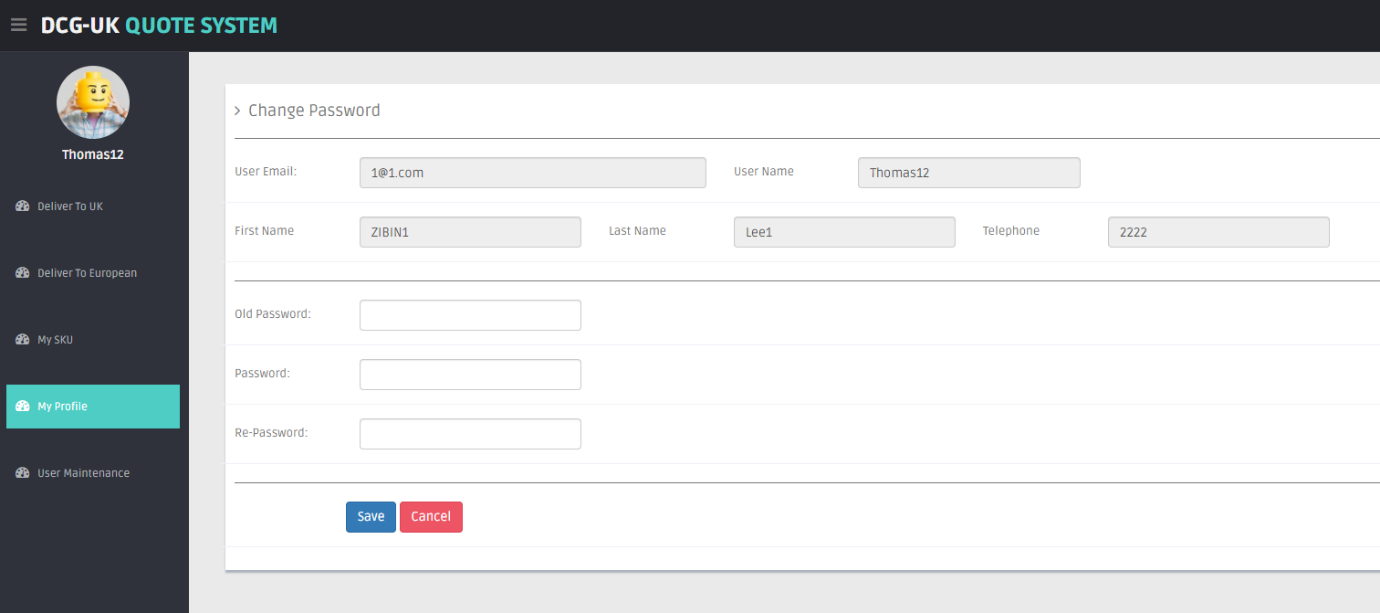 DCG-UK QUOTE SYSTEM
Thomas12
Deliver To UK
Deliver To European
My SKU
My Profile
User Maintenance
Change Password
User Email: 1@1.com User Name Thomas12
First Name ZIBIN1 Last Name Lee1 Telephone 2222
Old Password:
Password:
Re-Password:
Save Cancel